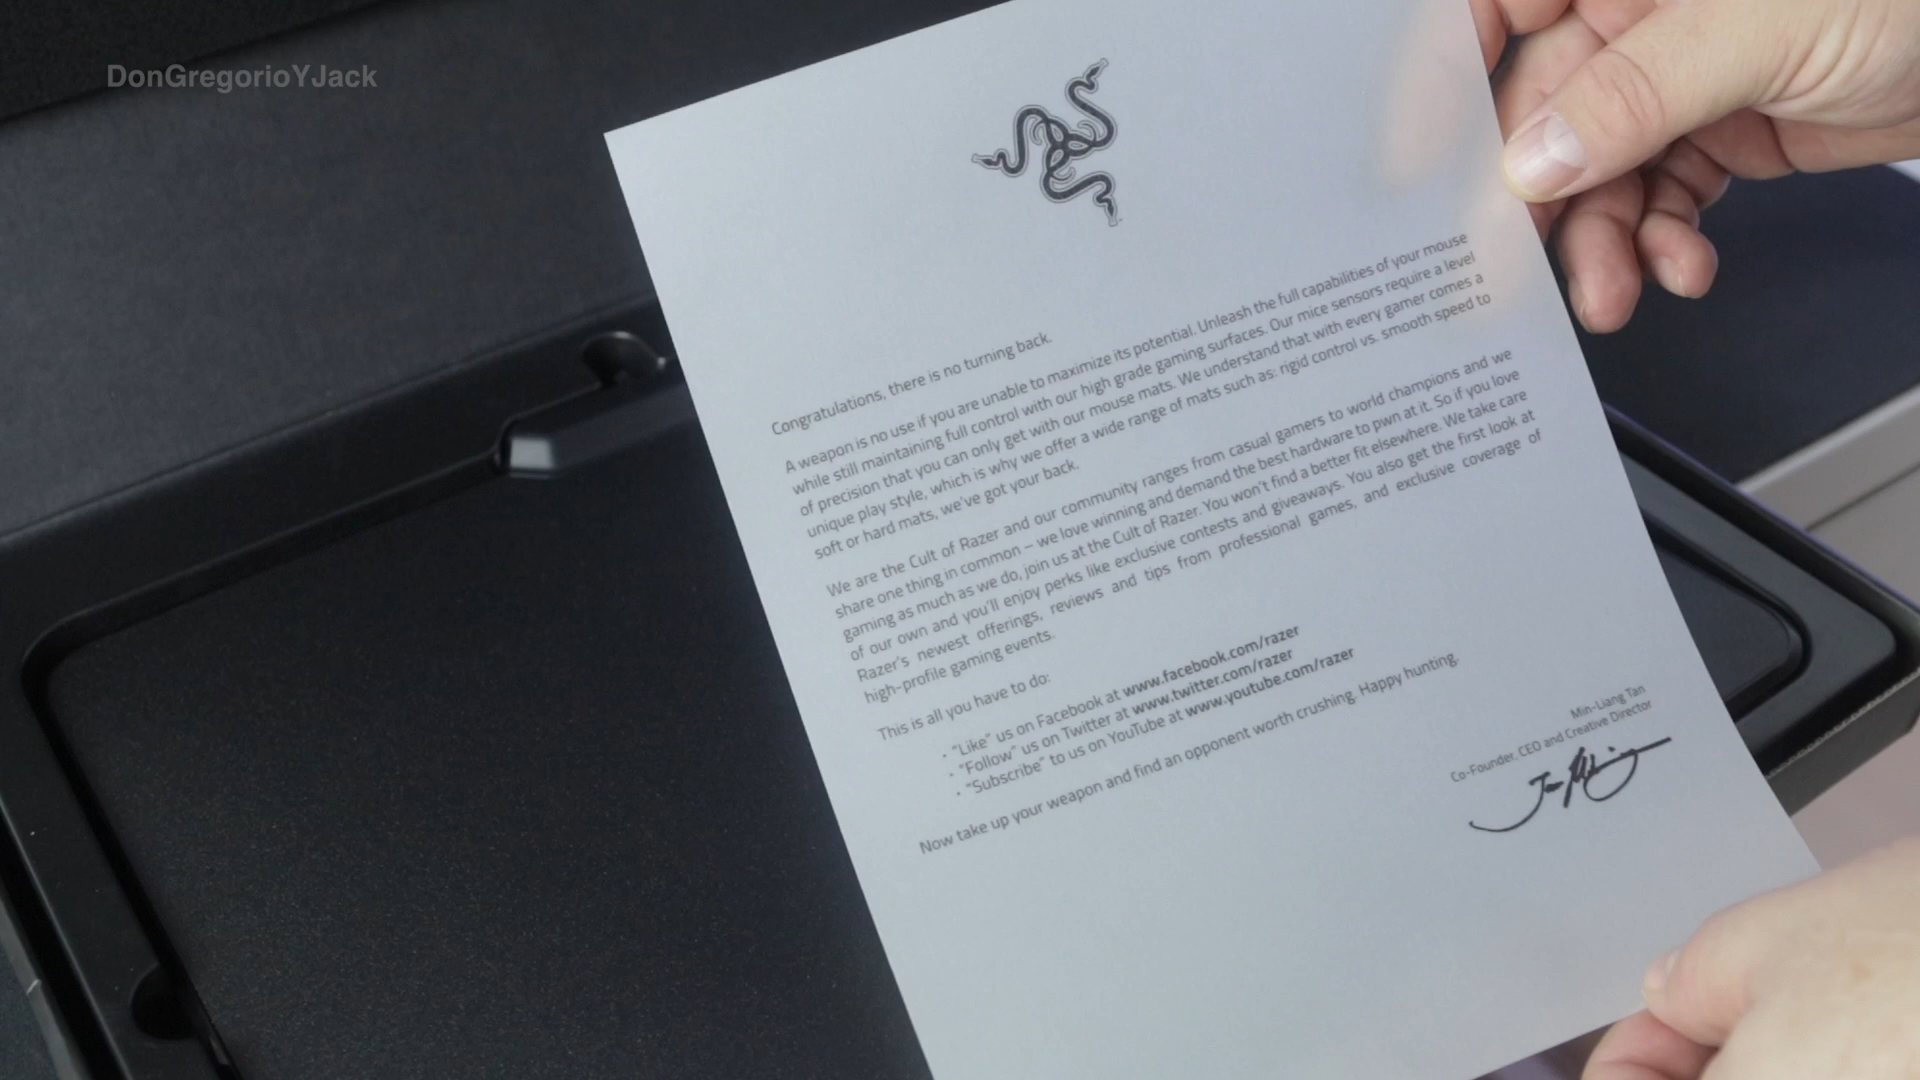 DonGregorioYJack
Congratulations, there is no turning back.
A weapon is no use if you are unable to maximize its potential. Unleash the full capabilities of your mouse
while still maintaining full control with our high grade gaming surfaces. Our mice sensors require a level
of precision that you can only get with our mouse mats. We understand that with every gamer comes a
unique play style, which is why we offer a wide range of mats such as: rigid control vs. smooth speed to
soft or hard mats, we've got your back.
We are the Cult of Razer and our community ranges from casual gamers to world champions and we
share one thing in common – we love winning and demand the best hardware to pwn at it. So if you love
gaming as much as we do, join us at the Cult of Razer. You won't find a better fit elsewhere. We take care
of our own and you'll enjoy perks like exclusive contests and giveaways. You also get the first look at
Razer's newest offerings, reviews and tips from professional games, and exclusive coverage of
high-profile gaming events.
This is all you have to do:
• "Like" us on Facebook at www.facebook.com/razer
• "Follow" us on Twitter at www.twitter.com/razer
• "Subscribe" to us on YouTube at www.youtube.com/razer
Now take up your weapon and find an opponent worth crushing. Happy hunting.
Min-Liang Tan
Co-Founder, CEO and Creative Director